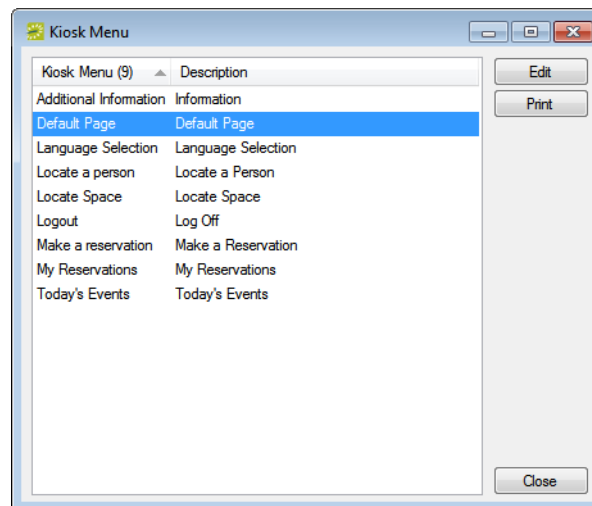 Kiosk Menu
Kiosk Menu (9) Description
Additional Information Information
Default Page Default Page
Language Selection Language Selection
Locate a person Locate a Person
Locate Space Locate Space
Logout Log Off
Make a reservation Make a Reservation
My Reservations My Reservations
Today's Events Today's Events
Edit
Print
Close